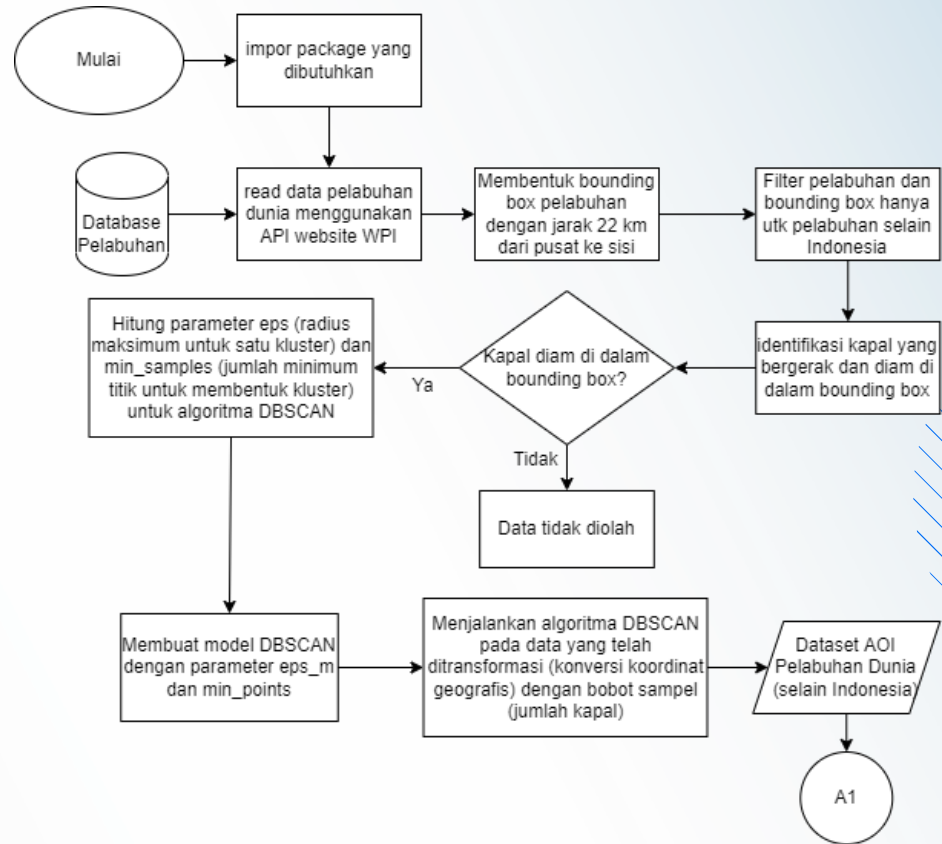 Mulai
impor package yang
dibutuhkan
Database
Pelabuhan
read data pelabuhan
dunia menggunakan
API website WPI
Membentuk bounding
box pelabuhan
dengan jarak 22 km
dari pusat ke sisi
Filter pelabuhan dan
bounding box hanya
utk pelabuhan selain
Indonesia
identifikasi kapal yang
bergerak dan diam di
dalam bounding box
Kapal diam di dalam
bounding box?
Ya
Tidak
Data tidak diolah
Hitung parameter eps (radius
maksimum untuk satu kluster) dan
min_samples (jumlah minimum
titik untuk membentuk kluster)
untuk algoritma DBSCAN
Membuat model DBSCAN
dengan parameter eps_m
dan min_points
Menjalankan algoritma DBSCAN
pada data yang telah
ditransformasi (konversi koordinat
geografis) dengan bobot sampel
(jumlah kapal)
Dataset AOI
Pelabuhan Dunia
(selain Indonesia)
A1